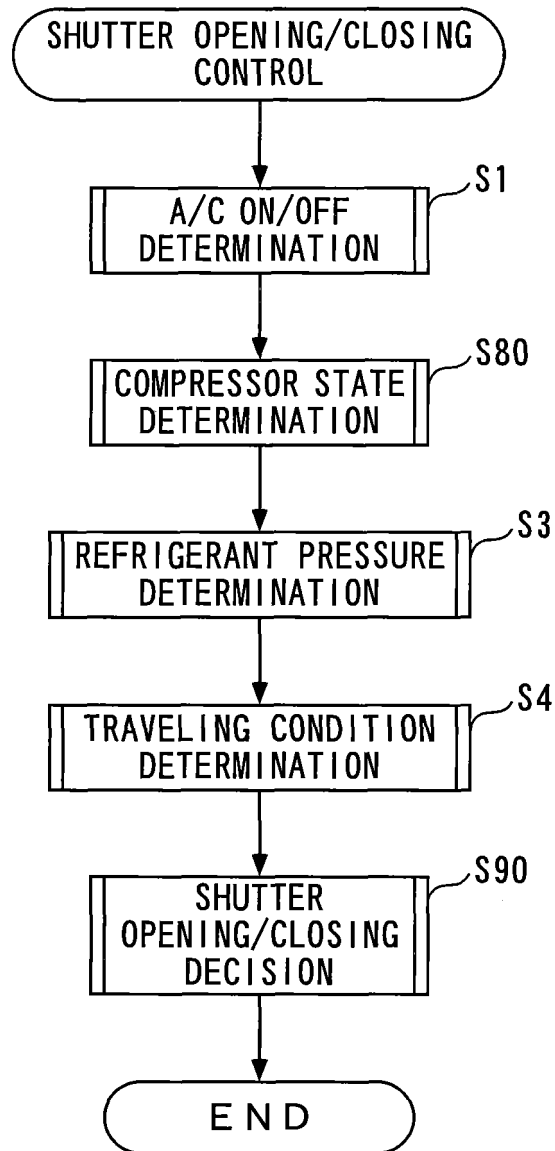 SHUTTER OPENING/CLOSING
CONTROL
S1
A/C ON/OFF
DETERMINATION
S80
COMPRESSOR STATE
DETERMINATION
S3
REFRIGERANT PRESSURE
DETERMINATION
S4
TRAVELING CONDITION
DETERMINATION
S90
SHUTTER
OPENING/CLOSING
DECISION
END